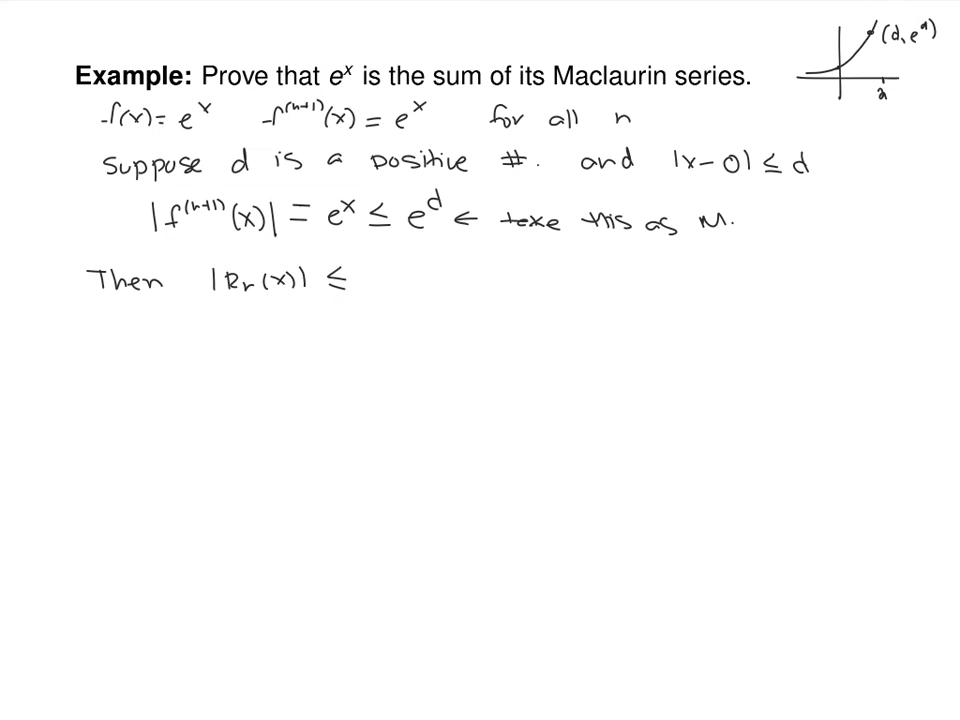 (d, e^d)
Example: Prove that e^x is the sum of its Maclaurin series.
d
f(x) = e^x f^(n+1)(x) = e^x for all n
Suppose d is a positive #. and |x-0| ≤ d
|f^(n+1)(x)| = e^x ≤ e^d ← take this as M.
Then |Rn(x)| ≤